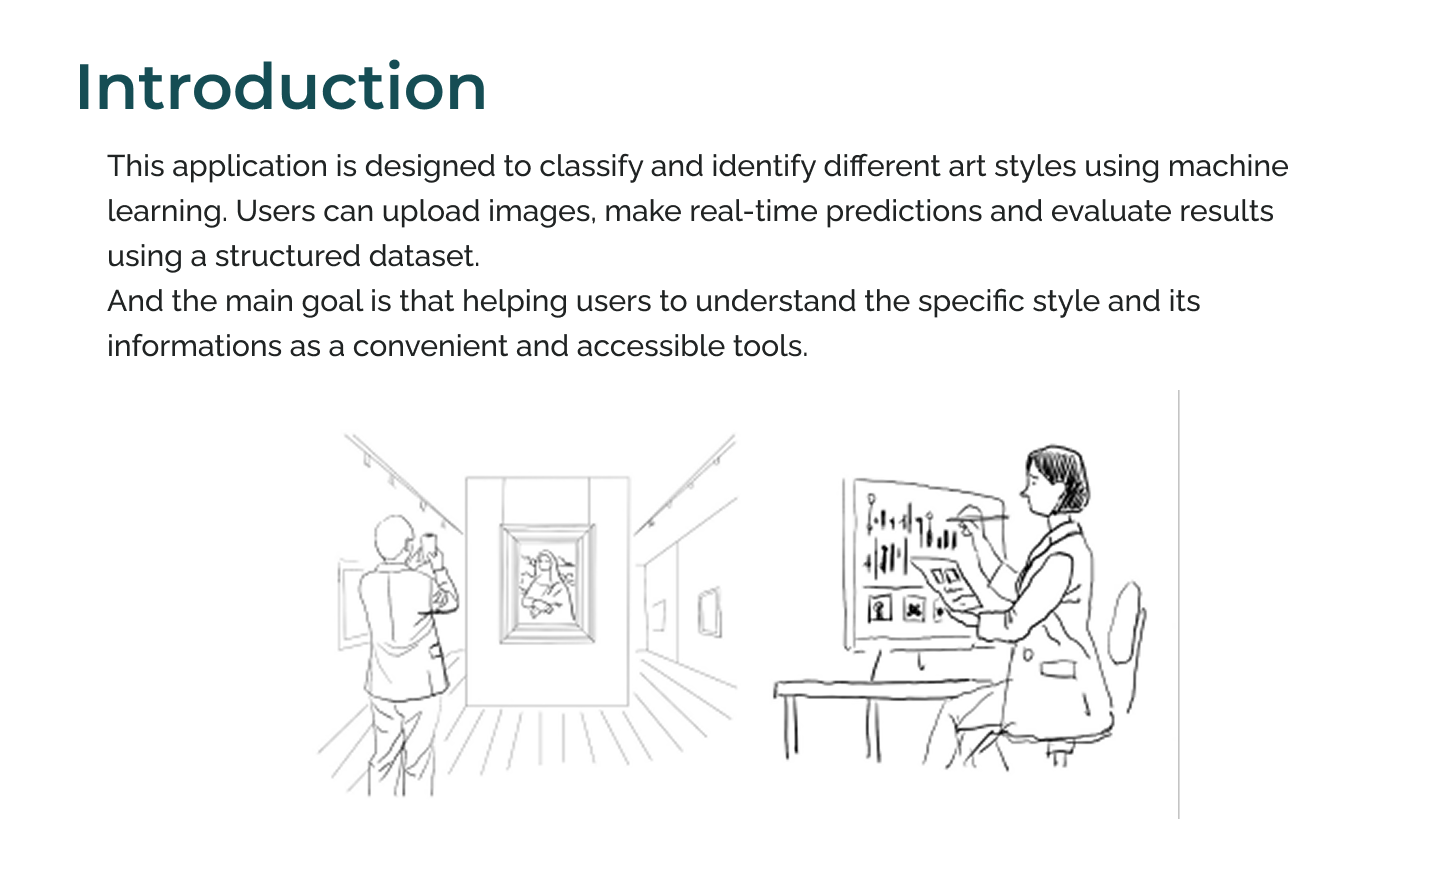 Introduction
This application is designed to classify and identify different art styles using machine
learning. Users can upload images, make real-time predictions and evaluate results
using a structured dataset.
And the main goal is that helping users to understand the specific style and its
informations as a convenient and accessible tools.